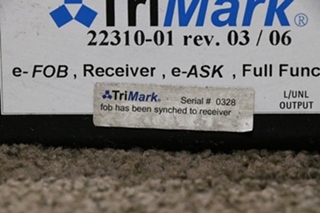 TriMark®
22310-01 rev. 03 / 06
e-FOB , Receiver , e-ASK , Full Func
TriMark. Serial # 0328
fob has been synched to receiver
L/UNL
OUTPUT